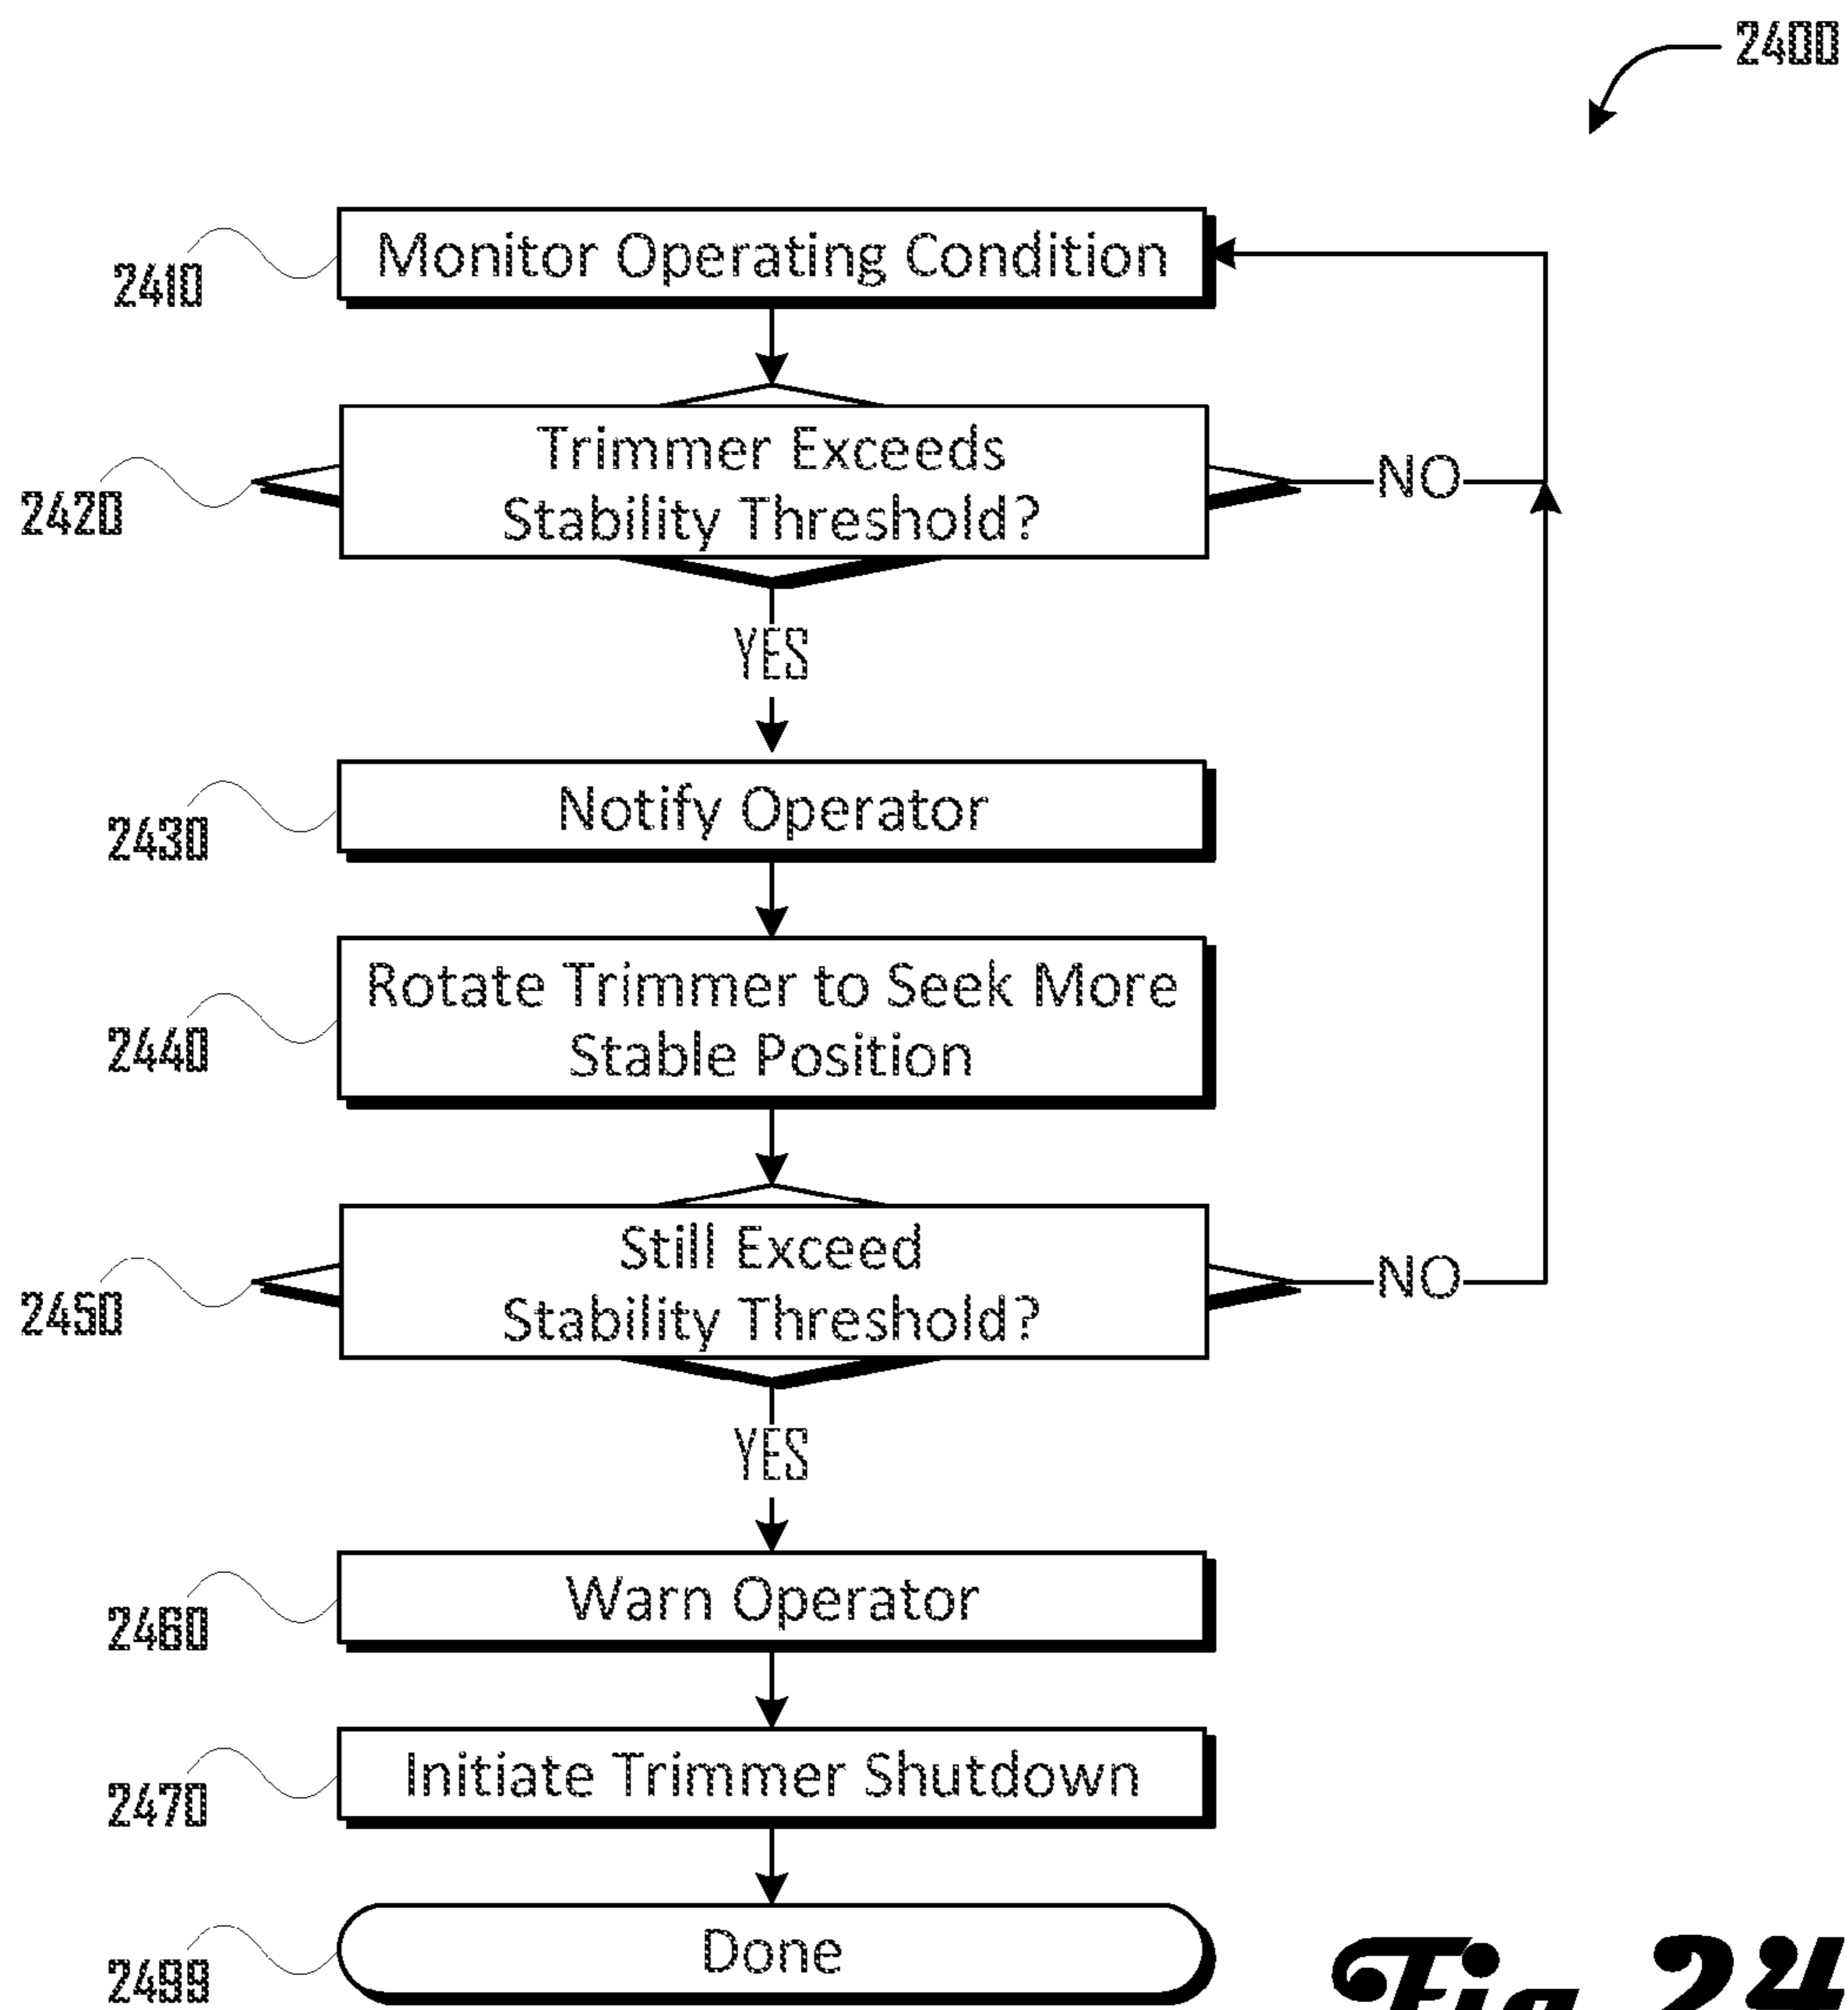 2400
Monitor Operating Condition
2410
Trimmer Exceeds
Stability Threshold?
NO
2420
YES
Notify Operator
2430
Rotate Trimmer to Seek More
Stable Position
2440
Still Exceed
Stability Threshold?
NO
2450
YES
Warn Operator
2460
Initiate Trimmer Shutdown
2470
Done
2499
Fig.24